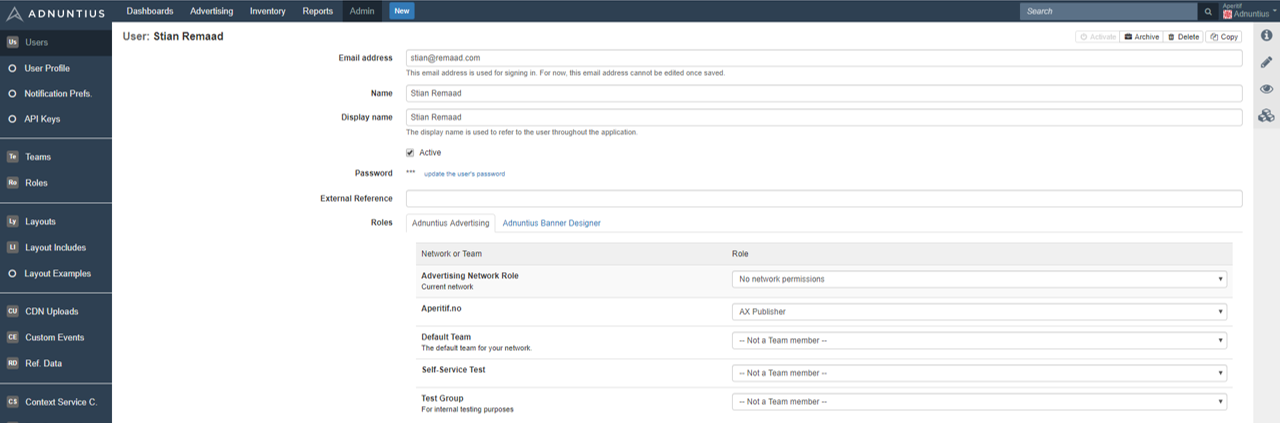 ADNUNTIUS
Dashboards Advertising Inventory Reports Admin New Search Aperitif
Adnuntius
Us Users
User Profile
Notification Prefs.
API Keys
Te Teams
Ro Roles
Ly Layouts
LI Layout Includes
Layout Examples
CU CDN Uploads
CE Custom Events
RD Ref. Data
CS Context Service C.
User: Stian Remaad
Activate Archive Delete Copy
Email address stian@remaad.com
This email address is used for signing in. For now, this email address cannot be edited once saved.
Name Stian Remaad
Display name Stian Remaad
The display name is used to refer to the user throughout the application.
Active
Password *** update the user's password
External Reference
Roles Adnuntius Advertising Adnuntius Banner Designer
Network or Team Role
Advertising Network Role No network permissions
Current network
Aperitif.no AX Publisher
Default Team -- Not a Team member --
The default team for your network.
Self-Service Test -- Not a Team member --
Test Group -- Not a Team member --
For internal testing purposes